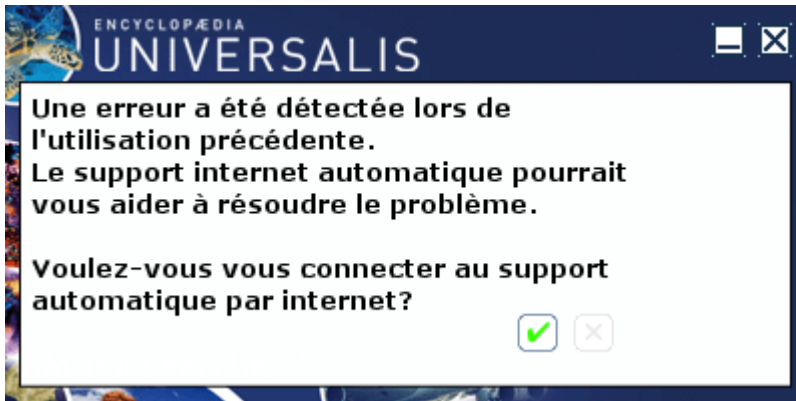 ENCYCLOPÆDIA
UNIVERSALIS
Une erreur a été détectée lors de
l'utilisation précédente.
Le support internet automatique pourrait
vous aider à résoudre le problème.
Voulez-vous vous connecter au support
automatique par internet?